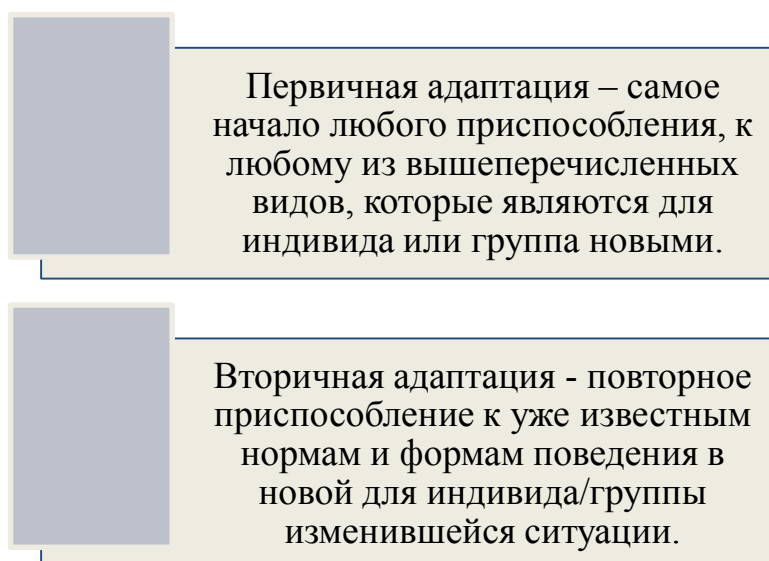 Первичная адаптация – самое
начало любого приспособления, к
любому из вышеперечисленных
видов, которые являются для
индивида или группа новыми.
Вторичная адаптация - повторное
приспособление к уже известным
нормам и формам поведения в
новой для индивида/группы
изменившейся ситуации.